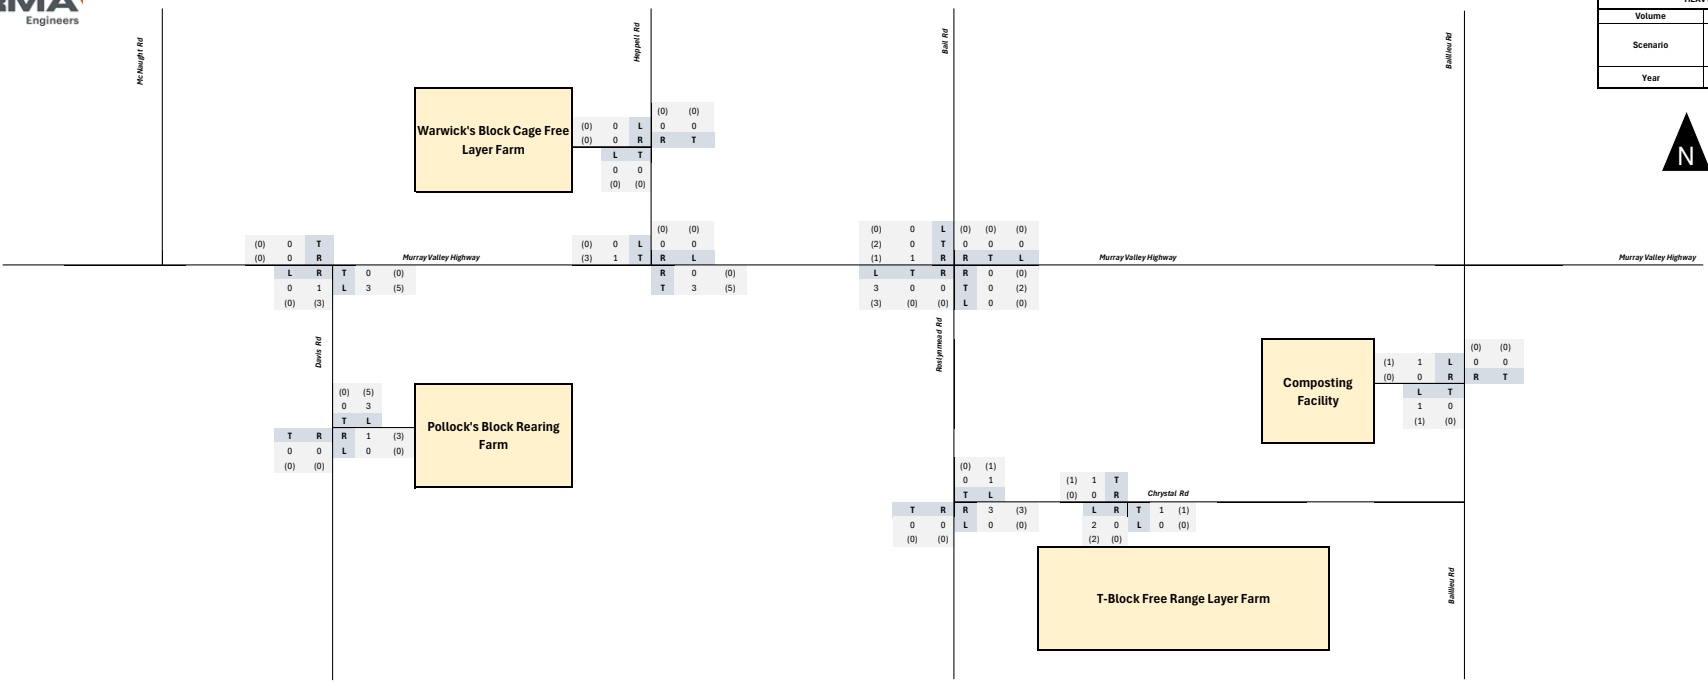 RMA
Engineers
HEAV
Volume
Scenario
Year
N
McNaught Rd
Heppell Rd
Ball Rd
Baillieu Rd
Warwick's Block Cage Free
Layer Farm
(0) (0)
(0) 0 L 0 0
(0) 0 R R T
L T
0 0
(0) (0)
(0) 0 T
(0) 0 R
Murray Valley Highway
L R T 0 (0)
0 1 L 3 (5)
(0) (3)
(0) (0)
(0) 0 L 0 0
(3) 1 T R L
R 0 (0)
T 3 (5)
(0) 0 L (0) (0) (0)
(2) 0 T 0 0 0
(1) 1 R R T L
L T R R 0 (0)
3 0 0 T 0 (2)
(3) (0) (0) L 0 (0)
Murray Valley Highway
Murray Valley Highway
Davis Rd
Roslynmead Rd
(0) (5)
0 3
T L
T R R 1 (3)
0 0 L 0 (0)
(0) (0)
Pollock's Block Rearing
Farm
Composting
Facility
(0) (0)
(1) 1 L 0 0
(0) 0 R R T
L T
1 0
(1) (0)
(0) (1)
0 1
T L
T R R 3 (3)
0 0 L 0 (0)
(0) (0)
(1) 1 T
(0) 0 R
Chrystal Rd
L R T 1 (1)
2 0 L 0 (0)
(2) (0)
T-Block Free Range Layer Farm
Baillieu Rd